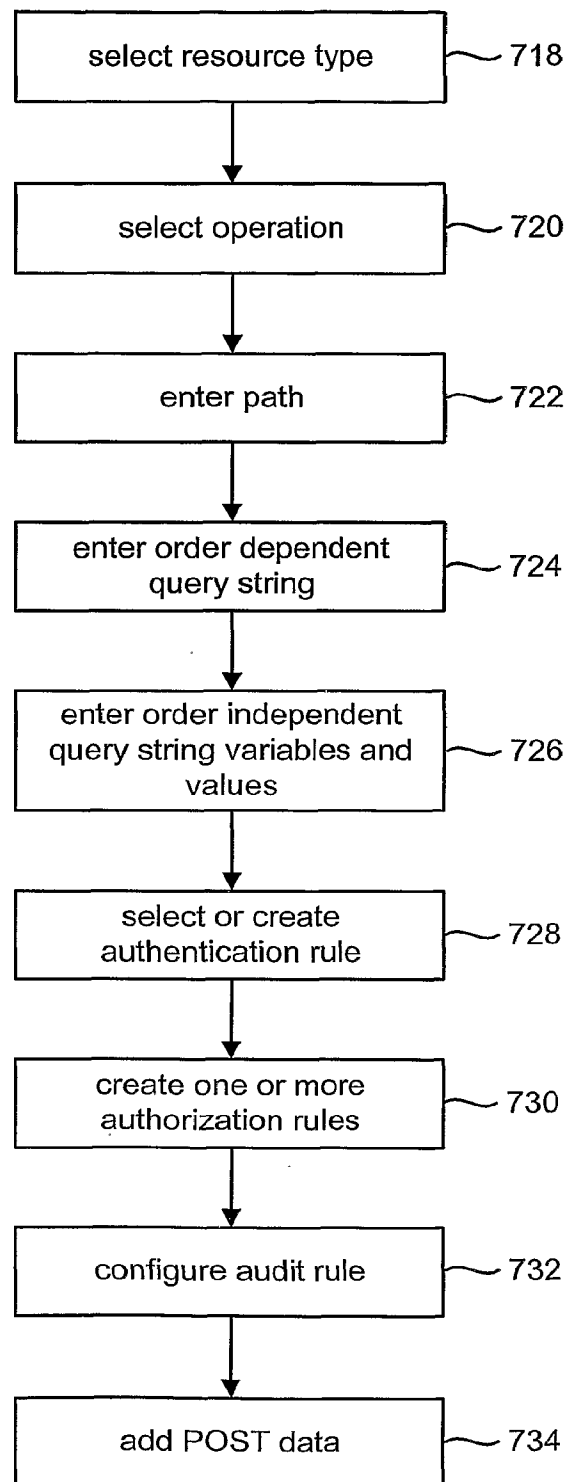 select resource type
718
select operation
720
enter path
722
enter order dependent
query string
724
enter order independent
query string variables and
values
726
select or create
authentication rule
728
create one or more
authorization rules
730
configure audit rule
732
add POST data
734